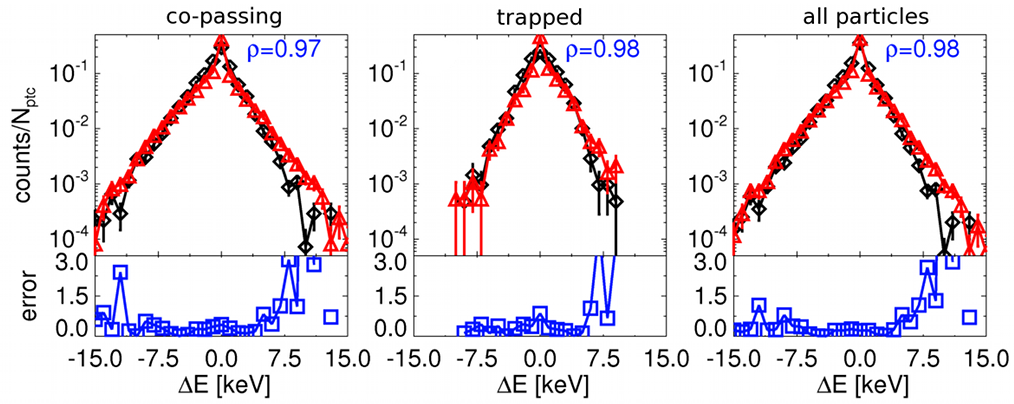 co-passing trapped all particles
ρ=0.97 ρ=0.98 ρ=0.98
counts/Nptc
10⁻¹ 10⁻¹ 10⁻¹
10⁻² 10⁻² 10⁻²
10⁻³ 10⁻³ 10⁻³
10⁻⁴ 10⁻⁴ 10⁻⁴
error
3.0 3.0 3.0
1.5 1.5 1.5
0.0 0.0 0.0
-15.0 -7.5 0.0 7.5 15.0 -15.0 -7.5 0.0 7.5 15.0 -15.0 -7.5 0.0 7.5 15.0
ΔE [keV] ΔE [keV] ΔE [keV]